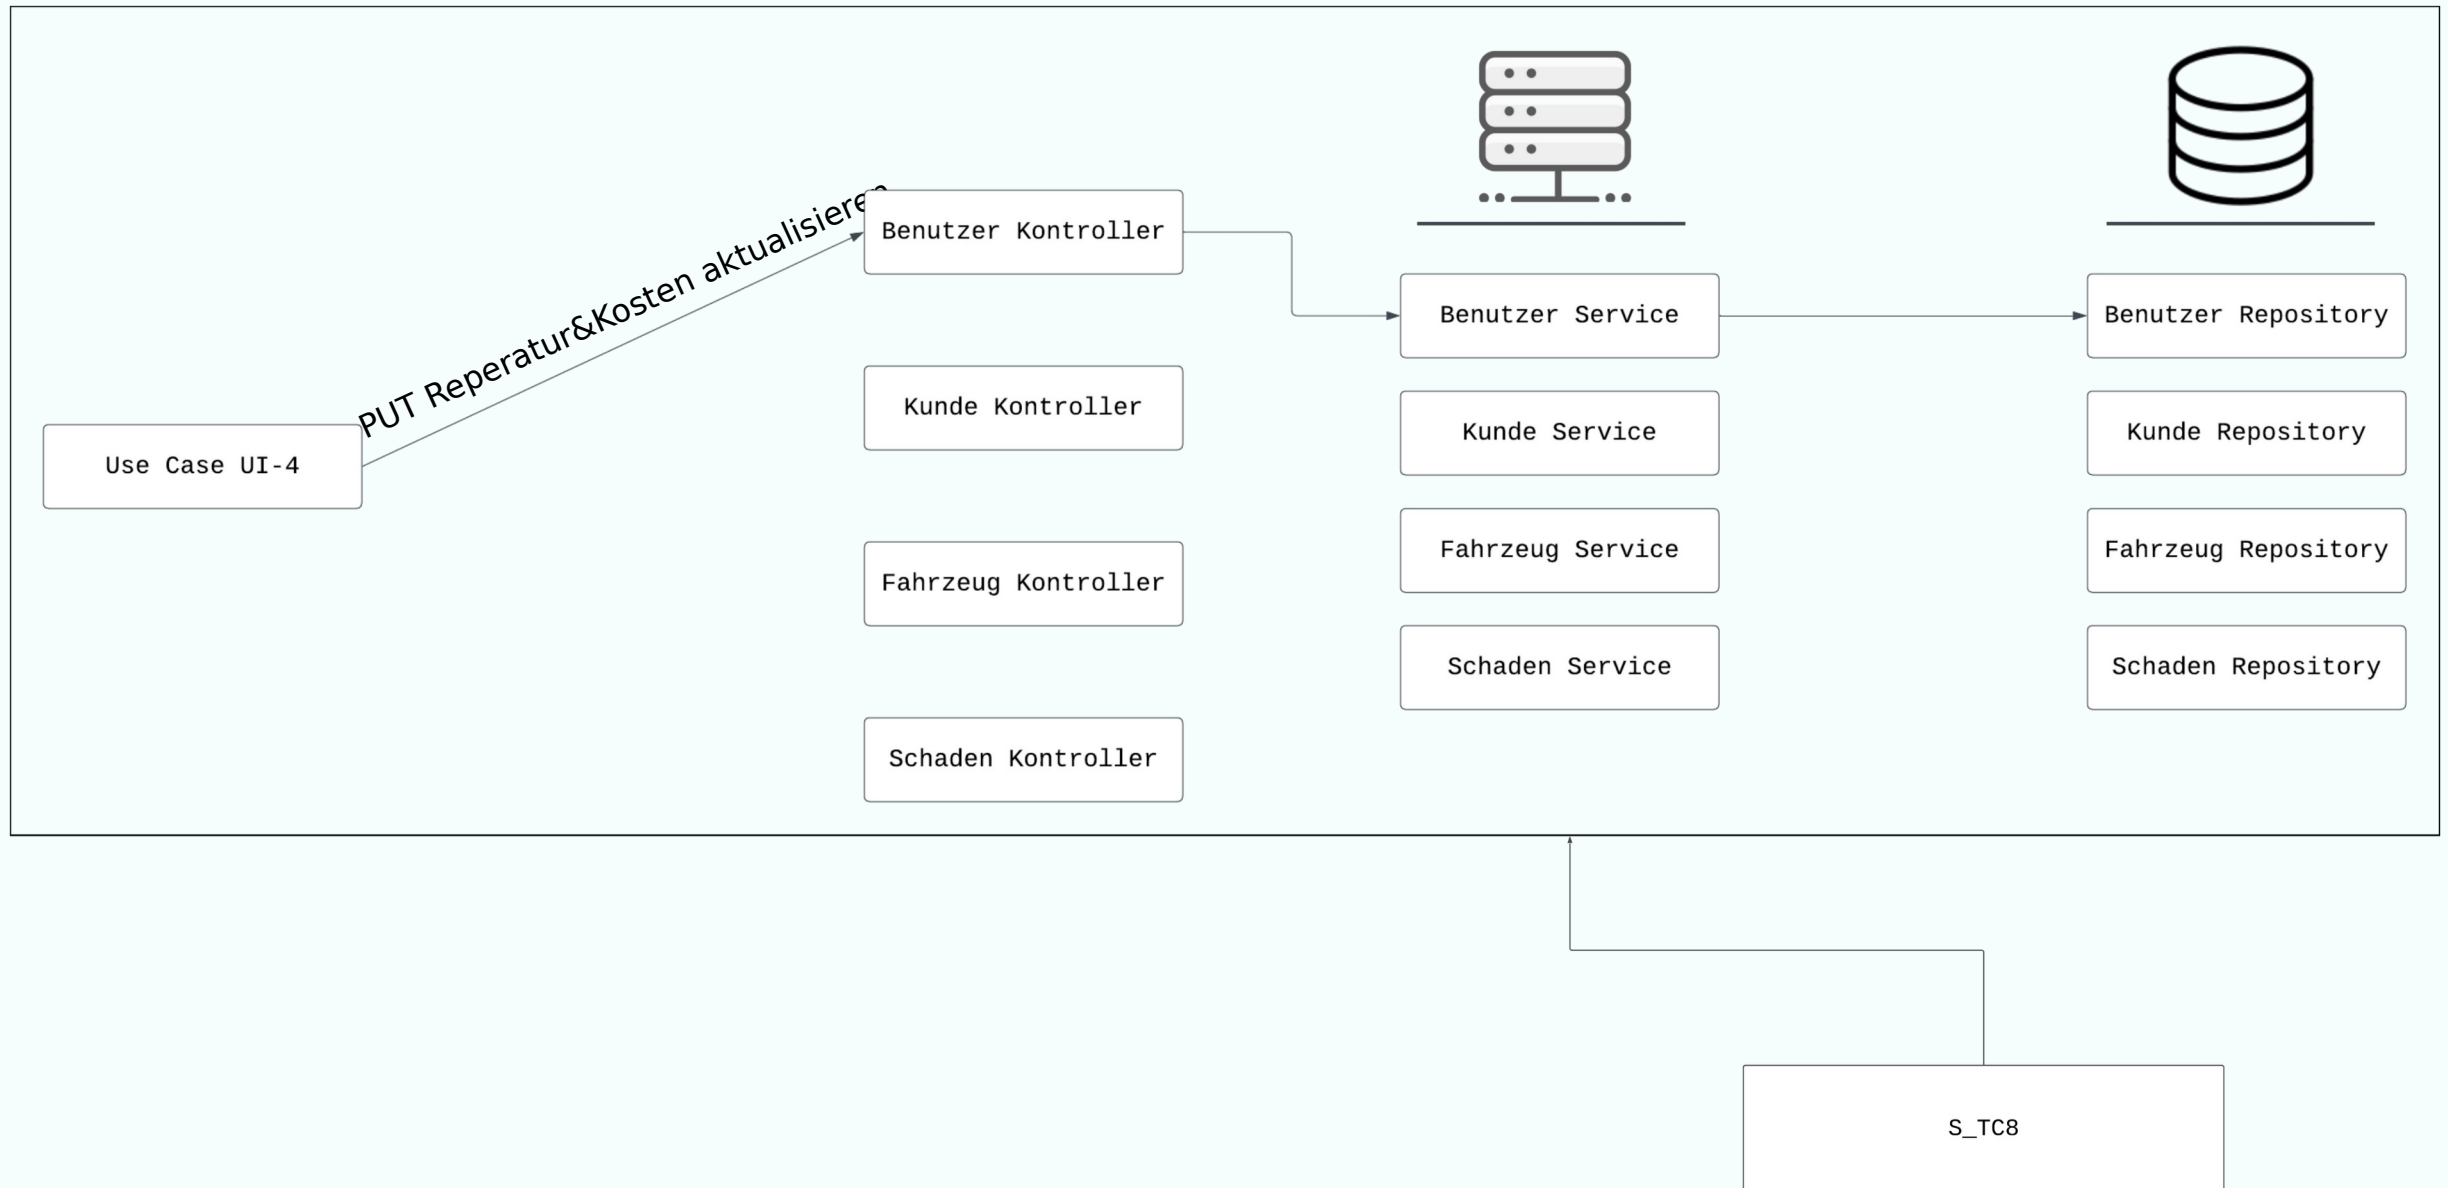 PUT Reperatur&Kosten aktualisieren
Use Case UI-4
Benutzer Kontroller
Kunde Kontroller
Fahrzeug Kontroller
Schaden Kontroller
Benutzer Service
Kunde Service
Fahrzeug Service
Schaden Service
Benutzer Repository
Kunde Repository
Fahrzeug Repository
Schaden Repository
S_TC8